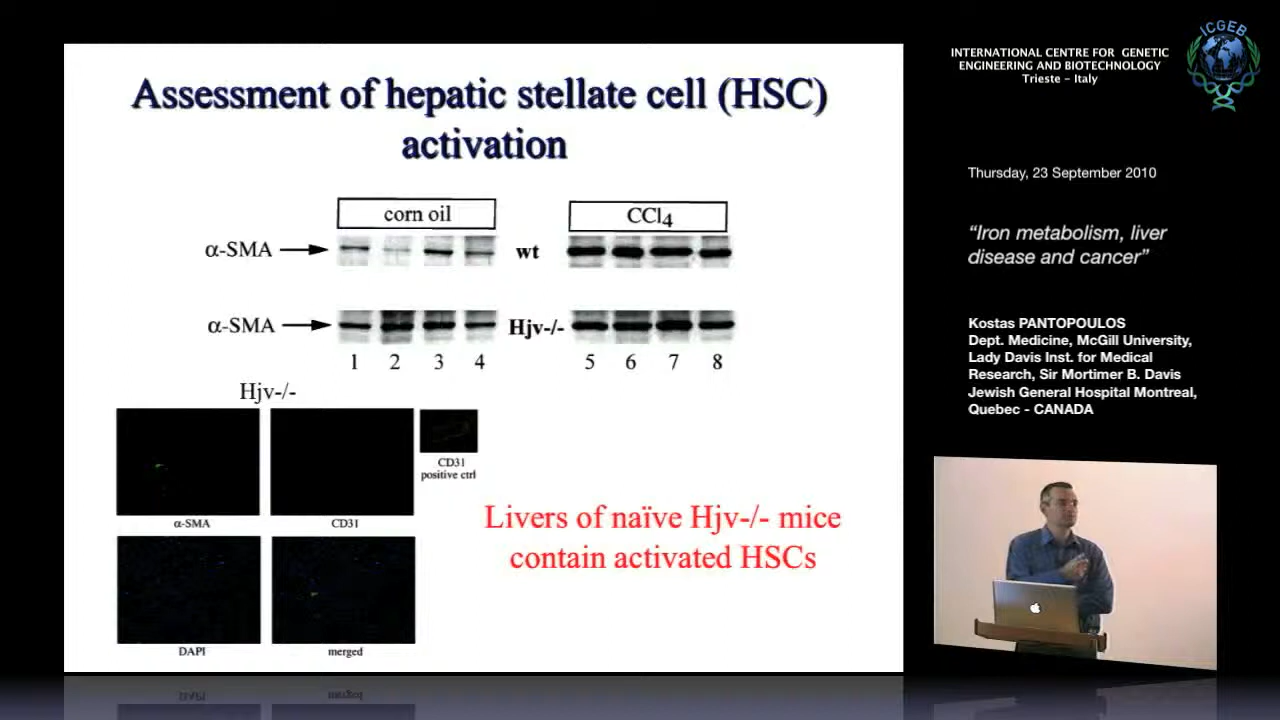 Assessment of hepatic stellate cell (HSC)
activation
corn oil
CCl4
α-SMA
wt
α-SMA
Hjv-/-
1 2 3 4 5 6 7 8
Hjv-/-
CD31
positive ctrl
α-SMA
CD31
DAPI
merged
Livers of naïve Hjv-/- mice
contain activated HSCs
ICGEB
INTERNATIONAL CENTRE FOR GENETIC
ENGINEERING AND BIOTECHNOLOGY
Trieste - Italy
Thursday, 23 September 2010
“Iron metabolism, liver
disease and cancer”
Kostas PANTOPOULOS
Dept. Medicine, McGill University,
Lady Davis Inst. for Medical
Research, Sir Mortimer B. Davis
Jewish General Hospital Montreal,
Quebec - CANADA